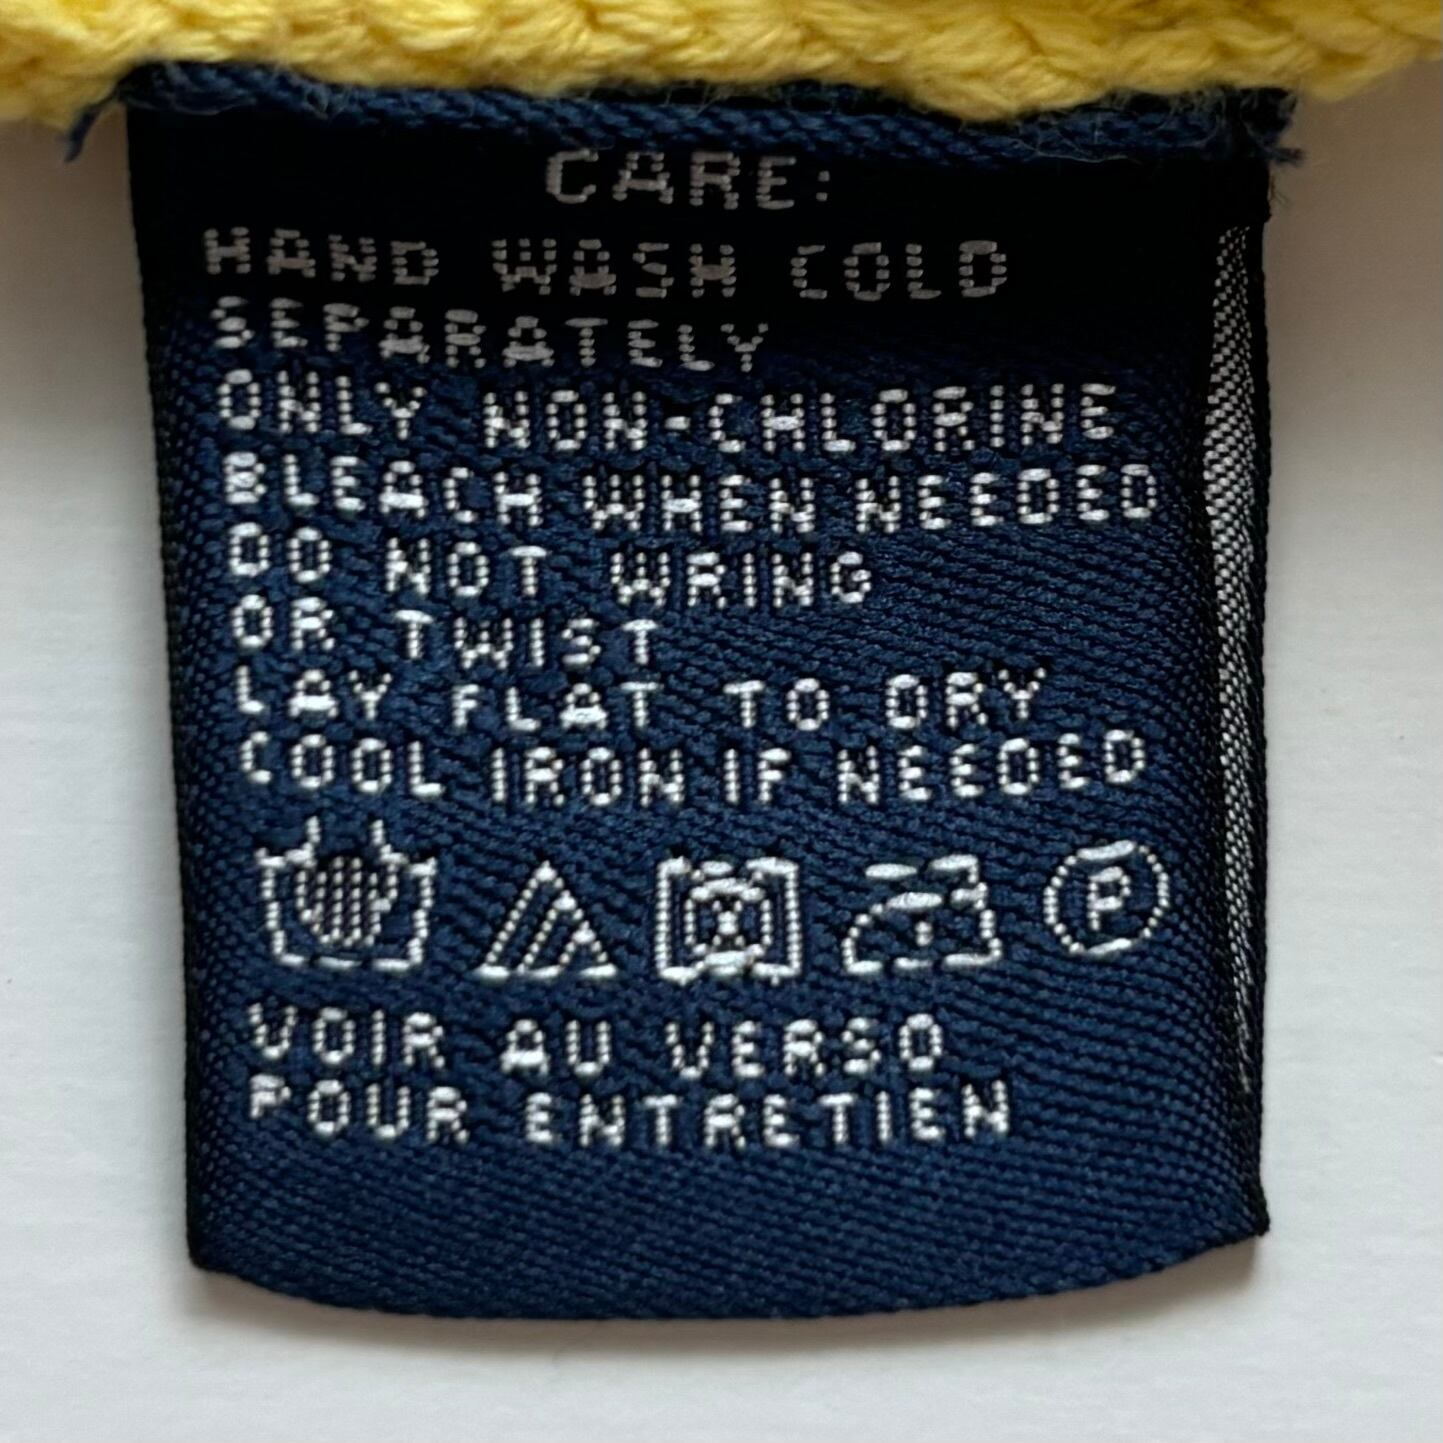 CARE:
HAND WASH COLD
SEPARATELY
ONLY NON-CHLORINE
BLEACH WHEN NEEDED
DO NOT WRING
OR TWIST
LAY FLAT TO DRY
COOL IRON IF NEEDED
P
VOIR AU VERSO
POUR ENTRETIEN